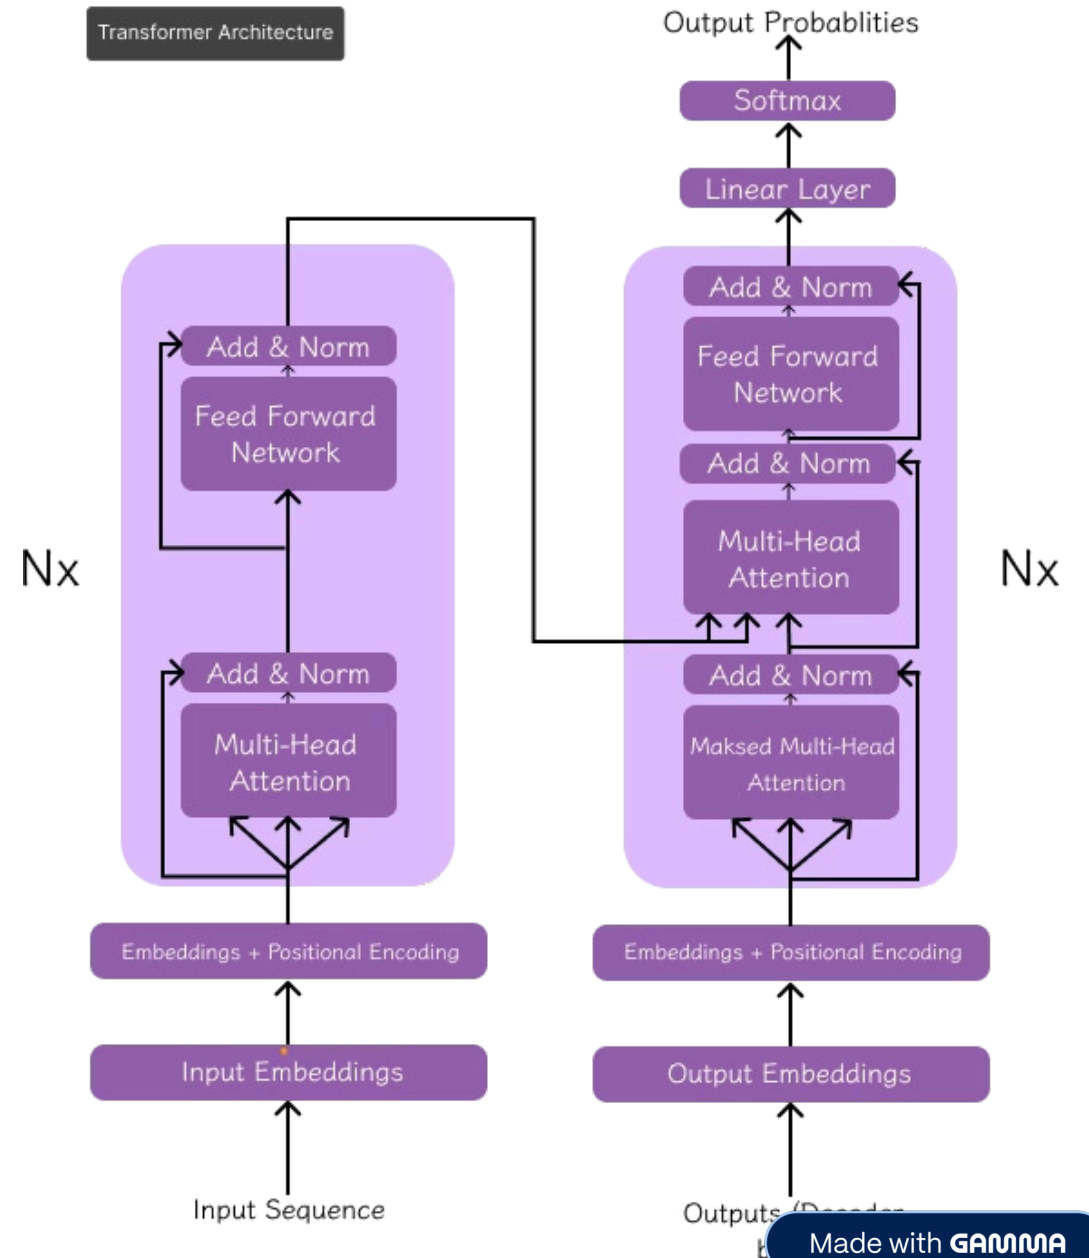 Transformer Architecture
Output Probablities
Softmax
Linear Layer
Add & Norm
Feed Forward
Network
Add & Norm
Multi-Head
Attention
Add & Norm
Maksed Multi-Head
Attention
Embeddings + Positional Encoding
Output Embeddings
Outputs (Decoder
Nx
Add & Norm
Feed Forward
Network
Nx
Add & Norm
Multi-Head
Attention
Embeddings + Positional Encoding
Input Embeddings
Input Sequence
Made with GAMMA